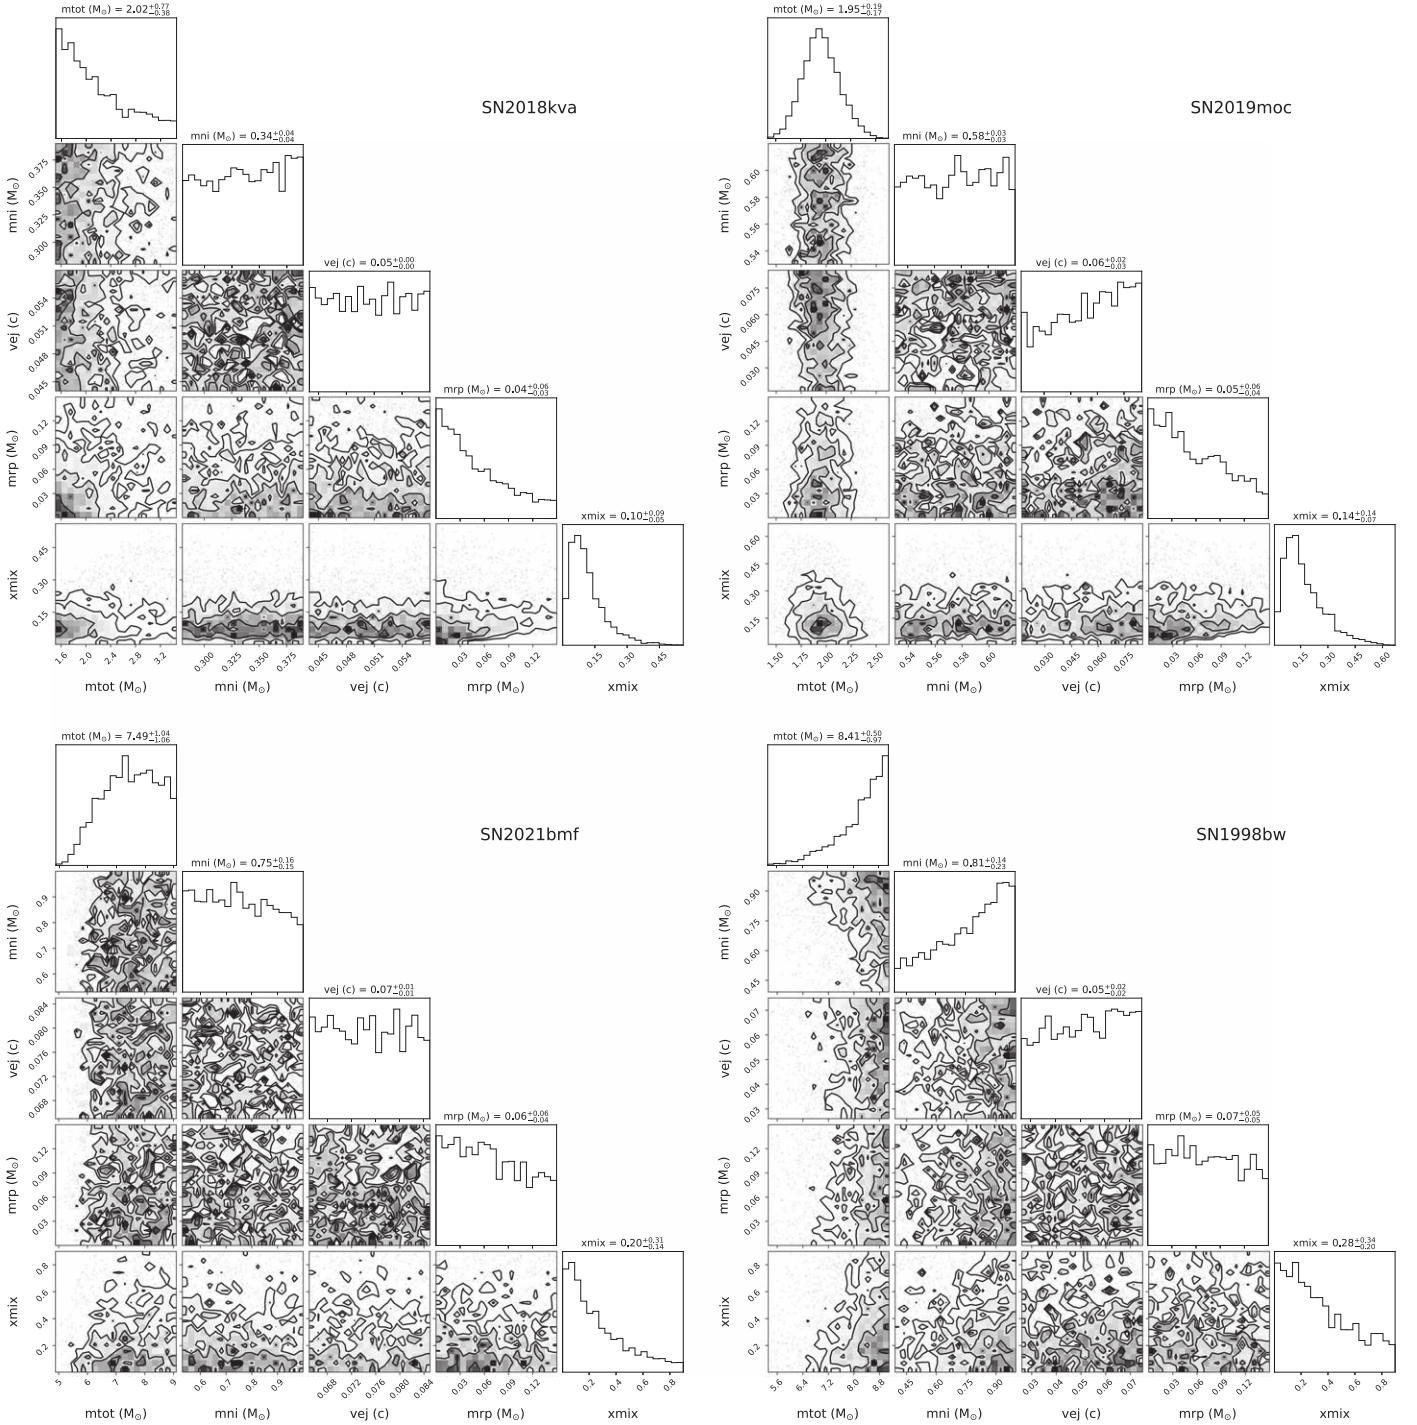 mtot (M⊙) = 2.02+0.77−0.38
SN2018kva
mni (M⊙) = 0.34+0.04−0.04
mni (M⊙)
0.375
0.350
0.325
0.300
vej (c) = 0.05+0.00−0.00
vej (c)
0.054
0.051
0.048
0.045
mrp (M⊙) = 0.04+0.06−0.03
mrp (M⊙)
0.12
0.09
0.06
0.03
xmix = 0.10+0.09−0.05
xmix
0.45
0.30
0.15
1.6 2.0 2.4 2.8 3.2 0.300 0.325 0.350 0.375 0.045 0.048 0.051 0.054 0.03 0.06 0.09 0.12 0.15 0.30 0.45
mtot (M⊙) mni (M⊙) vej (c) mrp (M⊙) xmix
mtot (M⊙) = 1.95+0.19−0.17
SN2019moc
mni (M⊙) = 0.58+0.03−0.03
mni (M⊙)
0.60
0.58
0.56
0.54
vej (c) = 0.06+0.02−0.03
vej (c)
0.075
0.060
0.045
0.030
mrp (M⊙) = 0.05+0.06−0.04
mrp (M⊙)
0.12
0.09
0.06
0.03
xmix = 0.14+0.14−0.07
xmix
0.60
0.45
0.30
0.15
1.50 1.75 2.00 2.25 2.50 0.54 0.56 0.58 0.60 0.030 0.045 0.060 0.075 0.03 0.06 0.09 0.12 0.15 0.30 0.45 0.60
mtot (M⊙) mni (M⊙) vej (c) mrp (M⊙) xmix
mtot (M⊙) = 7.49+1.04−1.06
SN2021bmf
mni (M⊙) = 0.75+0.16−0.15
mni (M⊙)
0.9
0.8
0.7
0.6
vej (c) = 0.07+0.01−0.01
vej (c)
0.084
0.080
0.076
0.072
0.068
mrp (M⊙) = 0.06+0.06−0.04
mrp (M⊙)
0.12
0.09
0.06
0.03
xmix = 0.20+0.31−0.14
xmix
0.8
0.6
0.4
0.2
5 6 7 8 9 0.6 0.7 0.8 0.9 0.068 0.072 0.076 0.080 0.084 0.03 0.06 0.09 0.12 0.2 0.4 0.6 0.8
mtot (M⊙) mni (M⊙) vej (c) mrp (M⊙) xmix
mtot (M⊙) = 8.41+0.50−0.97
SN1998bw
mni (M⊙) = 0.81+0.14−0.23
mni (M⊙)
0.90
0.75
0.60
0.45
vej (c) = 0.05+0.02−0.02
vej (c)
0.07
0.06
0.05
0.04
0.03
mrp (M⊙) = 0.07+0.05−0.05
mrp (M⊙)
0.12
0.09
0.06
0.03
xmix = 0.28+0.34−0.20
xmix
0.8
0.6
0.4
0.2
5.6 6.4 7.2 8.0 8.8 0.45 0.60 0.75 0.90 0.03 0.04 0.05 0.06 0.07 0.03 0.06 0.09 0.12 0.2 0.4 0.6 0.8
mtot (M⊙) mni (M⊙) vej (c) mrp (M⊙) xmix